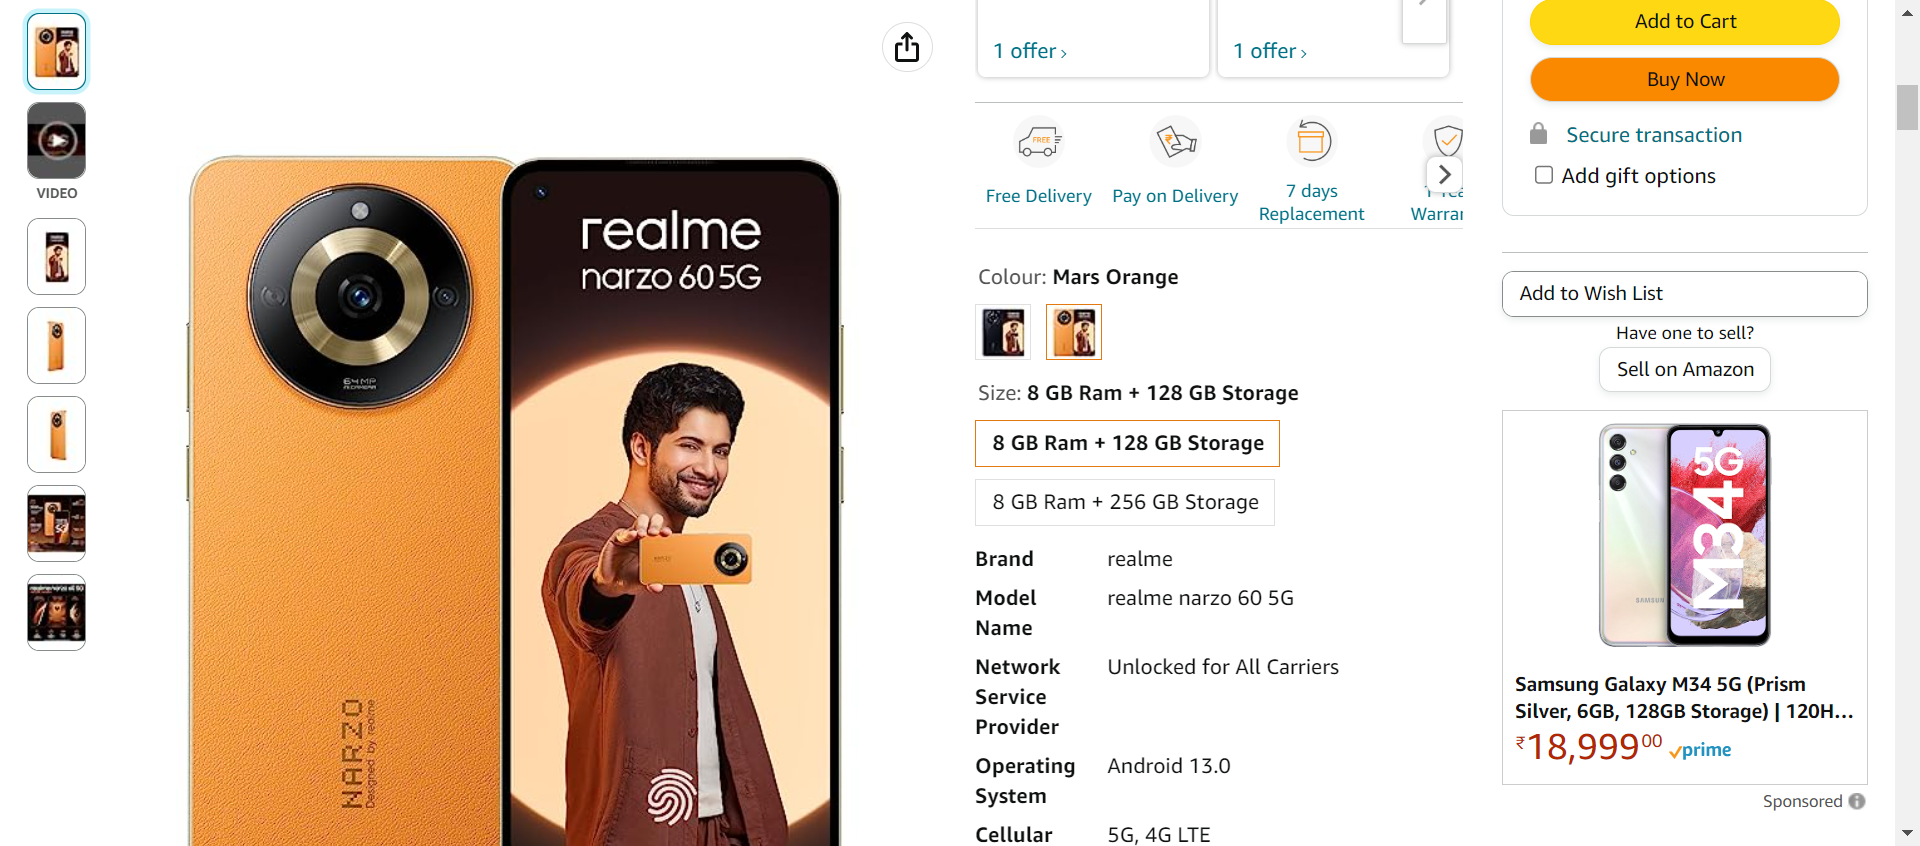 VIDEO
64 MP
AI CAMERA
NARZO
Designed by realme
realme
narzo 60 5G
1 offer ›
1 offer ›
FREE
Free Delivery
Pay on Delivery
7 days
Replacement
Warran
Colour: Mars Orange
Size: 8 GB Ram + 128 GB Storage
8 GB Ram + 128 GB Storage
8 GB Ram + 256 GB Storage
Brand realme
Model Name realme narzo 60 5G
Network Service Provider Unlocked for All Carriers
Operating System Android 13.0
Cellular 5G, 4G LTE
Add to Cart
Buy Now
Secure transaction
Add gift options
Add to Wish List
Have one to sell?
Sell on Amazon
5G
M34
SAMSUNG
Samsung Galaxy M34 5G (Prism
Silver, 6GB, 128GB Storage) | 120H...
₹18,99900 prime
Sponsored